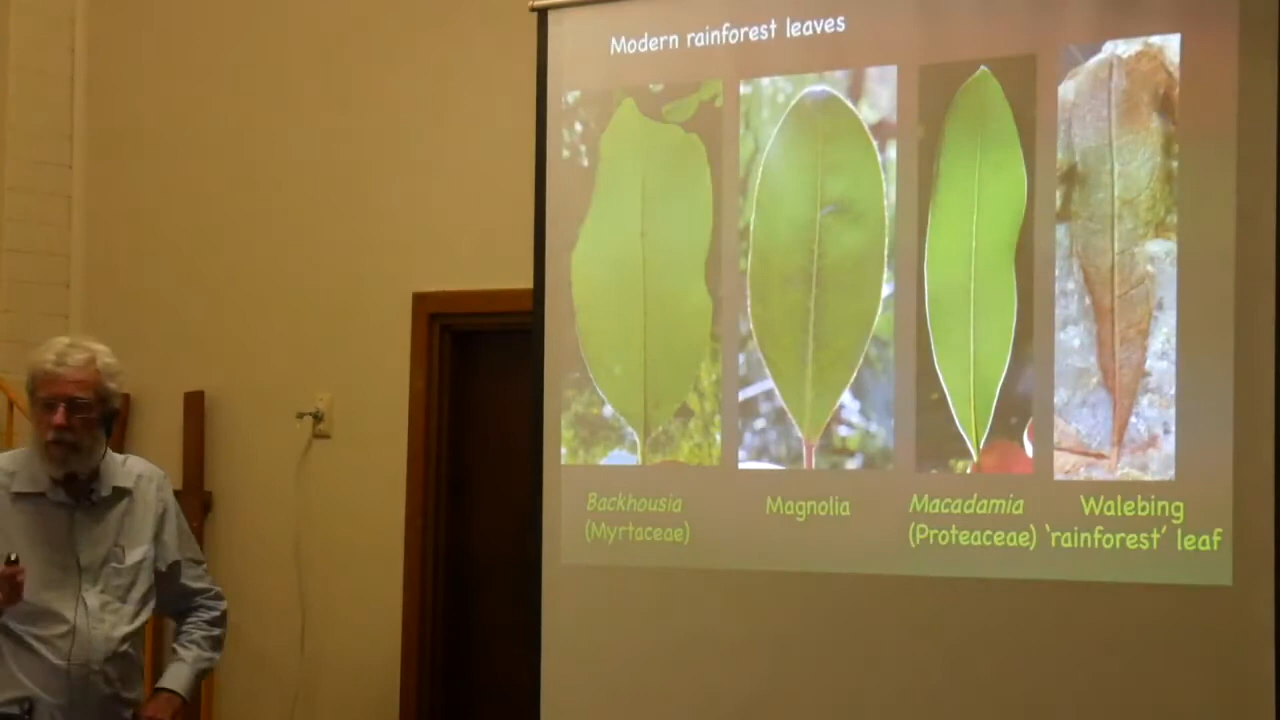 Modern rainforest leaves
Backhousia
(Myrtaceae)
Magnolia
Macadamia
(Proteaceae)
Walebing
‘rainforest’ leaf